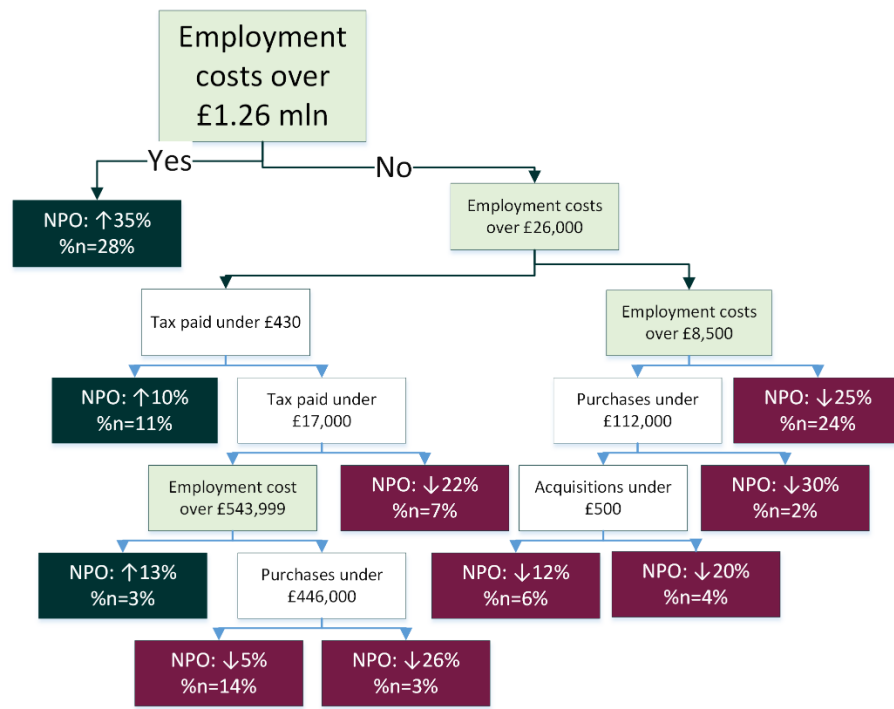 Employment
costs over
£1.26 mln
Yes
No
NPO: ↑35%
%n=28%
Employment costs
over £26,000
Tax paid under £430
Employment costs
over £8,500
NPO: ↑10%
%n=11%
Tax paid under
£17,000
Purchases under
£112,000
NPO: ↓25%
%n=24%
Employment cost
over £543,999
NPO: ↓22%
%n=7%
Acquisitions under
£500
NPO: ↓30%
%n=2%
NPO: ↑13%
%n=3%
Purchases under
£446,000
NPO: ↓12%
%n=6%
NPO: ↓20%
%n=4%
NPO: ↓5%
%n=14%
NPO: ↓26%
%n=3%